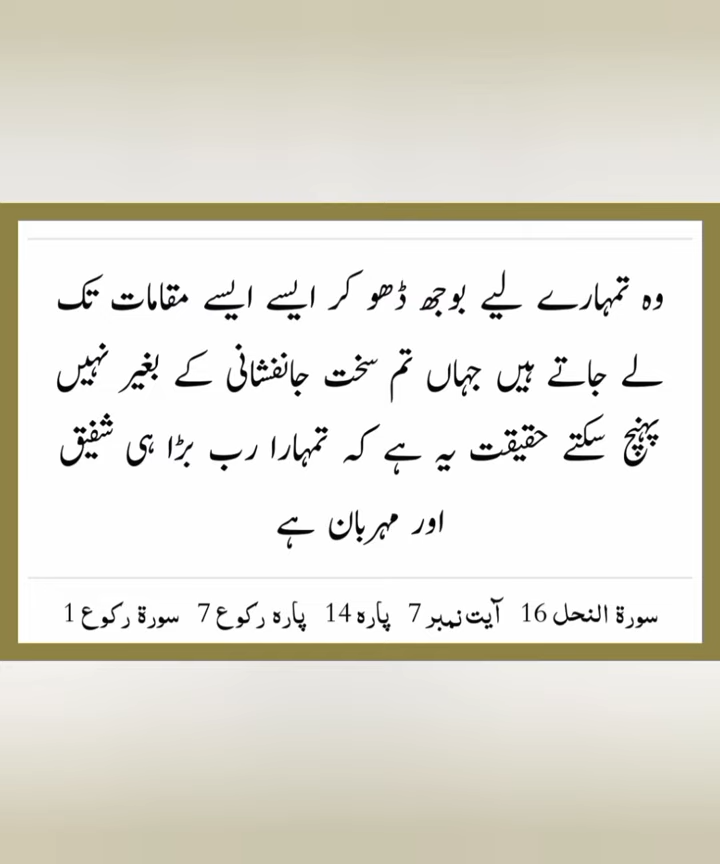 وہ تمہارے لیے بوجھ ڈھو کر ایسے ایسے مقامات تک
لے جاتے ہیں جہاں تم سخت جانفشانی کے بغیر نہیں
پہنچ سکتے حقیقت یہ ہے کہ تمہارا رب بڑا ہی شفیق
اور مہربان ہے
سورۃ النحل 16 آیت نمبر 7 پارہ 14 پارہ رکوع 7 سورۃ رکوع 1